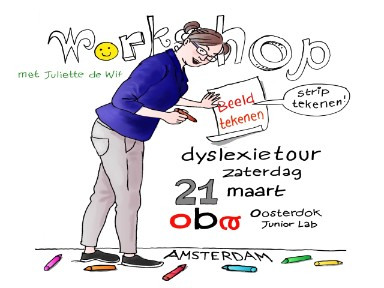 Workshop
met Juliette de Wit
Beeld
tekenen
strip
tekenen!
dyslexietour
zaterdag
21 maart
oba Oosterdok
Junior Lab
AMSTERDAM